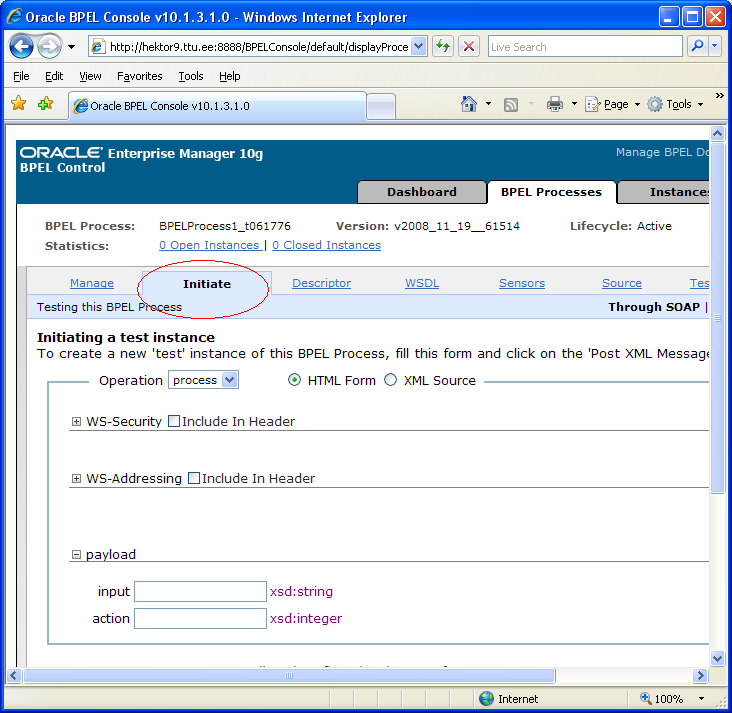 Oracle BPEL Console v10.1.3.1.0 - Windows Internet Explorer
http://hektor9.ttu.ee:8888/BPELConsole/default/displayProce
Live Search
File Edit View Favorites Tools Help
Oracle BPEL Console v10.1.3.1.0
Page Tools
ORACLE Enterprise Manager 10g
BPEL Control
Manage BPEL Do
Dashboard BPEL Processes Instances
BPEL Process: BPELProcess1_t061776 Version: v2008_11_19__61514 Lifecycle: Active
Statistics: 0 Open Instances | 0 Closed Instances
Manage Initiate Descriptor WSDL Sensors Source Tes
Testing this BPEL Process Through SOAP |
Initiating a test instance
To create a new 'test' instance of this BPEL Process, fill this form and click on the 'Post XML Message
Operation process HTML Form XML Source
WS-Security Include In Header
WS-Addressing Include In Header
payload
input xsd:string
action xsd:integer
Internet 100%